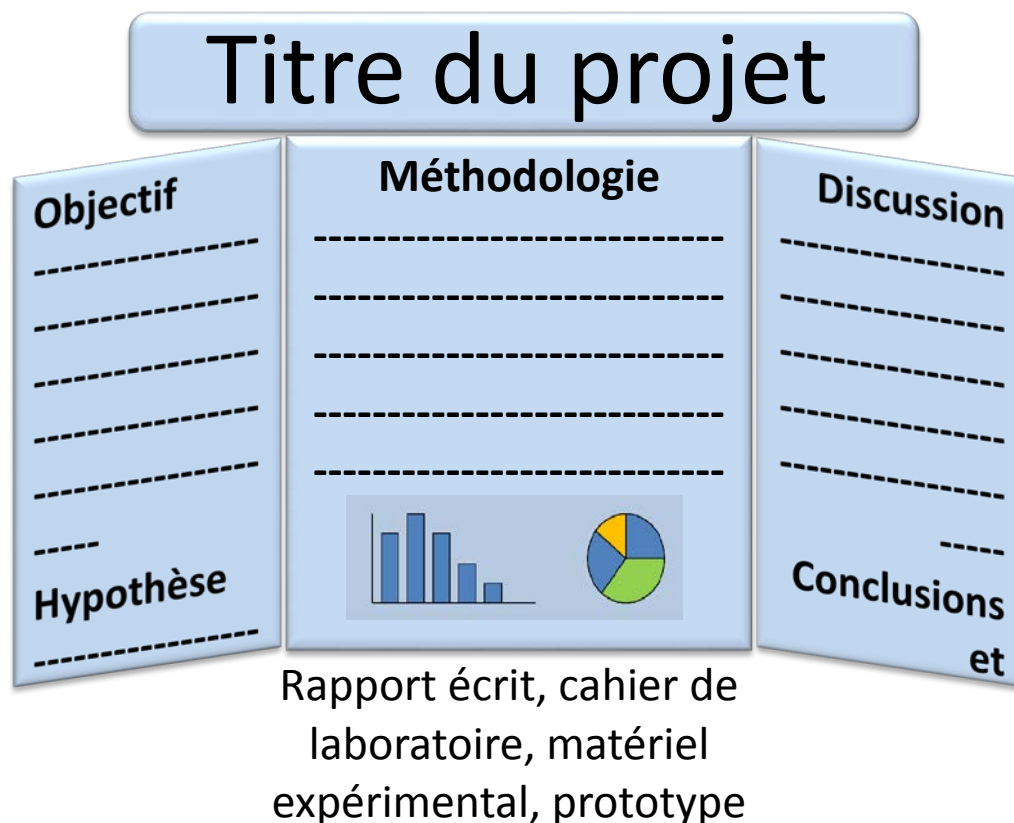 Titre du projet
Objectif
---------------
---------------
---------------
---------------
---------------
-----
Hypothèse
---------------
Méthodologie
----------------------------
----------------------------
----------------------------
----------------------------
----------------------------
Discussion
---------------
---------------
---------------
---------------
---------------
-----
Conclusions
et
Rapport écrit, cahier de
laboratoire, matériel
expérimental, prototype